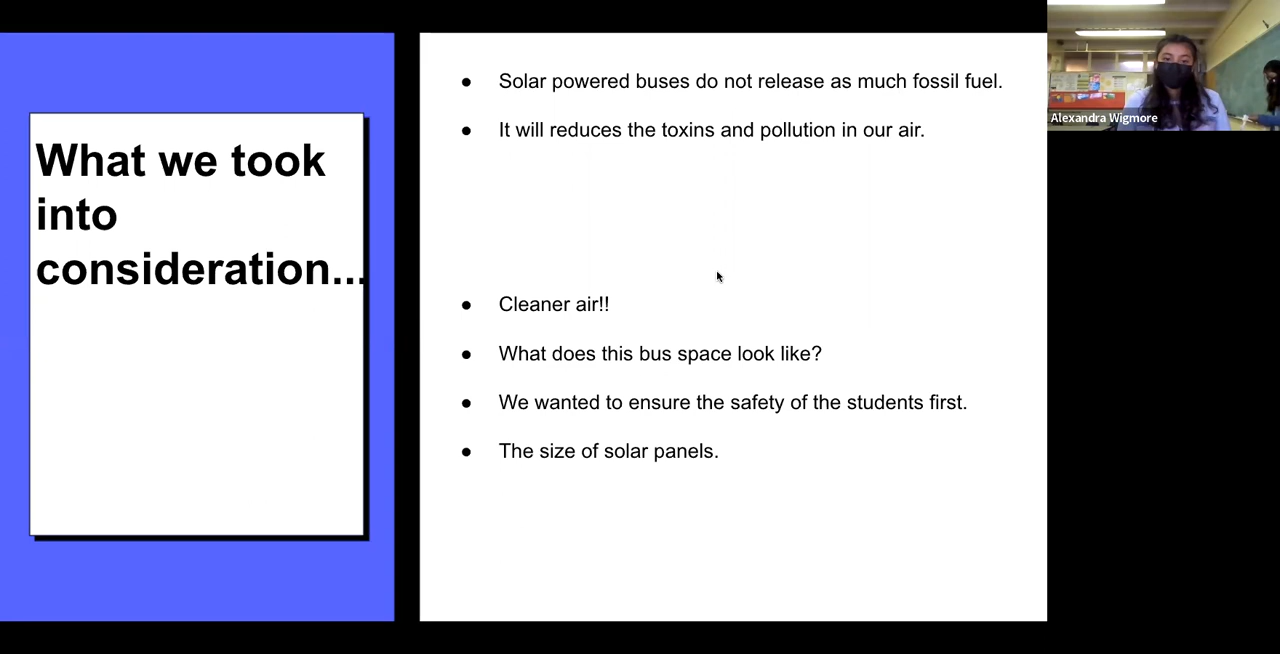 What we took
into
consideration...
Solar powered buses do not release as much fossil fuel.
It will reduces the toxins and pollution in our air.
Cleaner air!!
What does this bus space look like?
We wanted to ensure the safety of the students first.
The size of solar panels.
Alexandra Wigmore